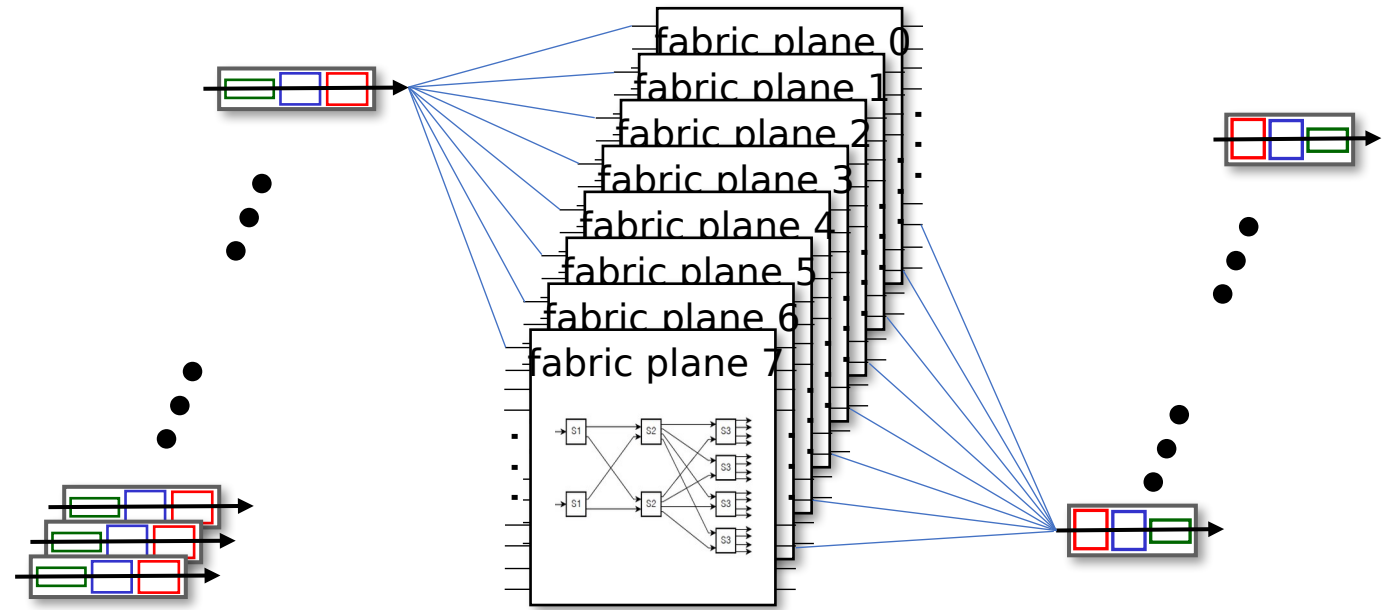 fabric plane 0
fabric plane 1
fabric plane 2
fabric plane 3
fabric plane 4
fabric plane 5
fabric plane 6
fabric plane 7
S1 S2 S3
S3
S1 S2 S3
S3